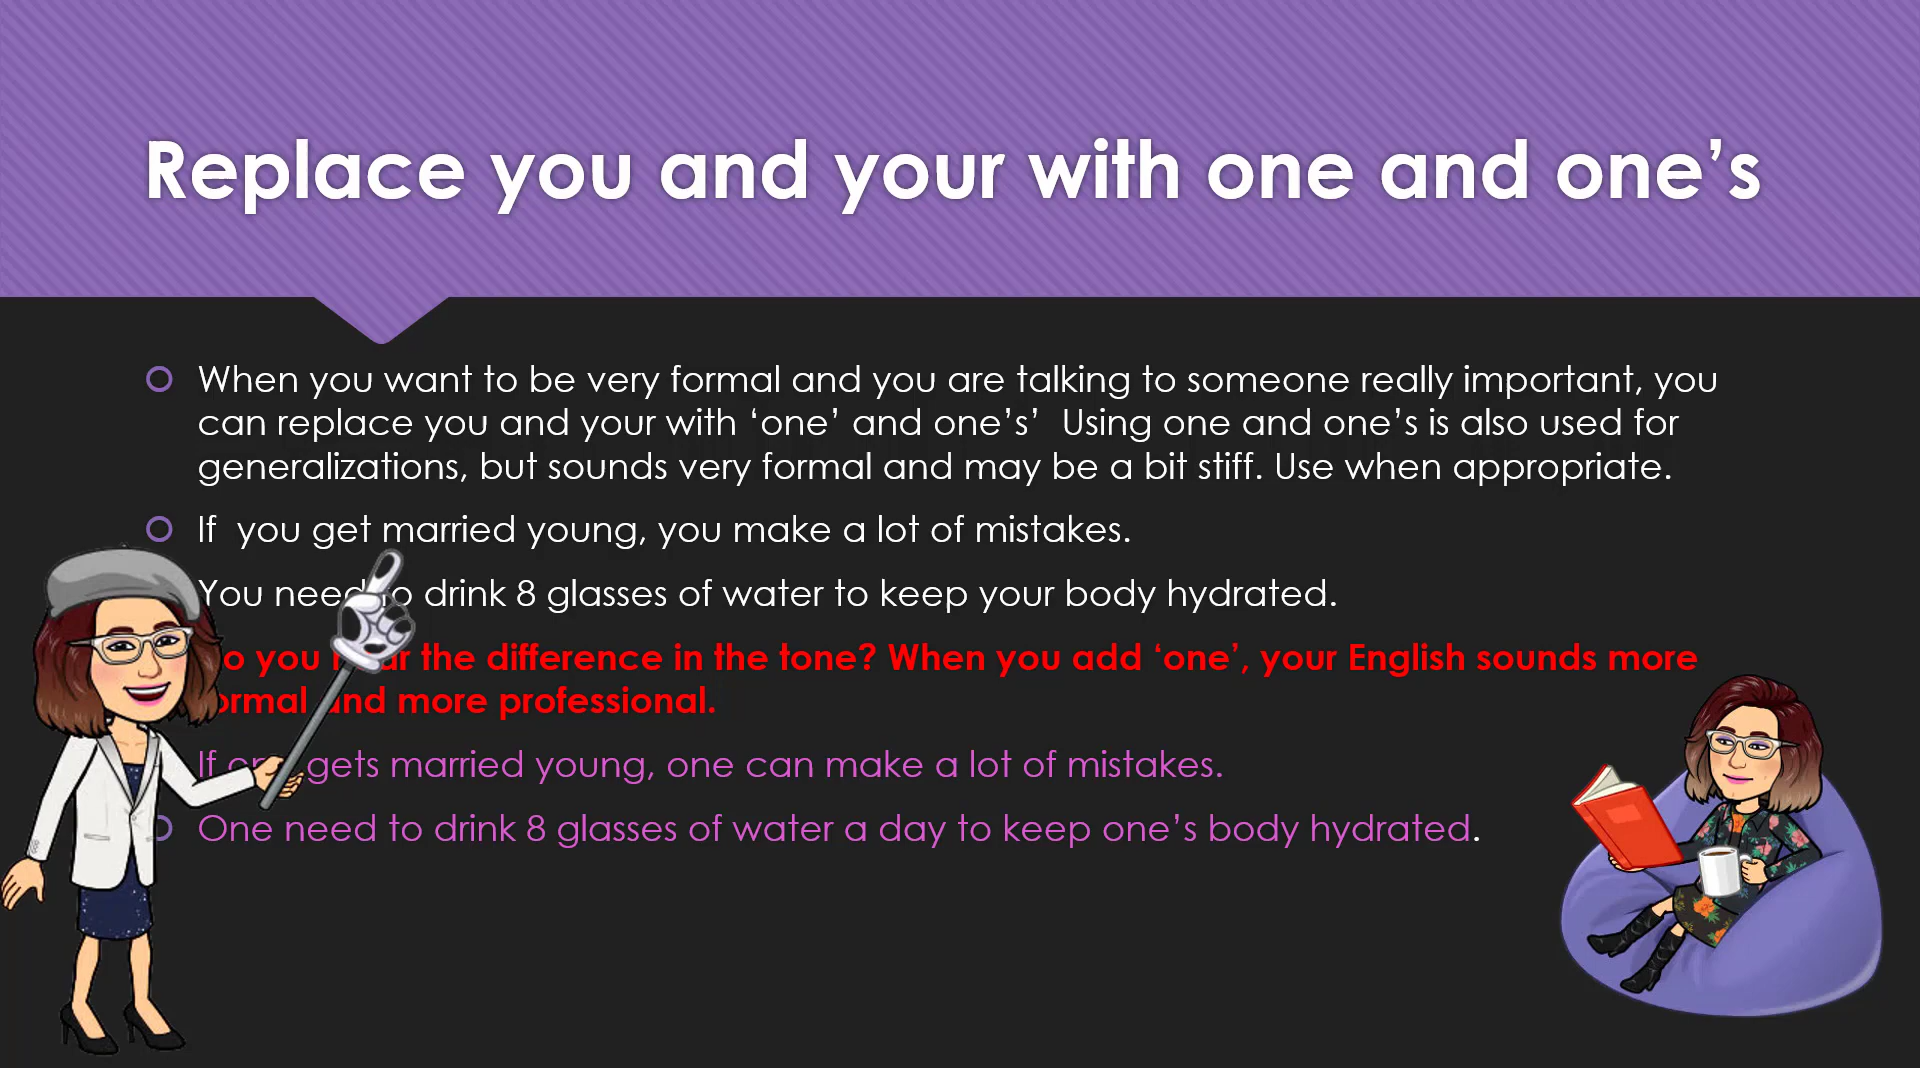 Replace you and your with one and one’s
When you want to be very formal and you are talking to someone really important, you
can replace you and your with ‘one’ and one’s’ Using one and one’s is also used for
generalizations, but sounds very formal and may be a bit stiff. Use when appropriate.
If you get married young, you make a lot of mistakes.
You need to drink 8 glasses of water to keep your body hydrated.
Do you hear the difference in the tone? When you add ‘one’, your English sounds more
formal and more professional.
If one gets married young, one can make a lot of mistakes.
One need to drink 8 glasses of water a day to keep one’s body hydrated.